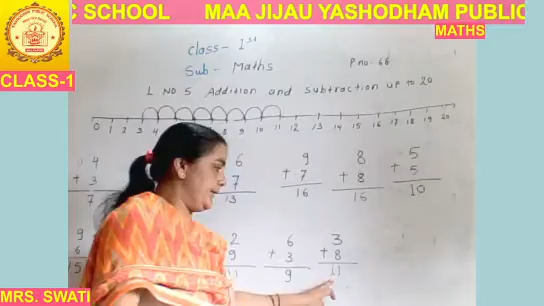 C SCHOOL MAA JIJAU YASHODHAM PUBLIC
MATHS
CLASS-1
Class - 1st
Sub - Maths
P no. 66
L NO 5 Addition and subtraction up to 20
0 1 2 3 4 8 9 10 11 12 13 14 15 16 17 18 19 20
4 6 9 8 5
+ 3 7 + 7 + 8 + 5
7 13 16 16 10
9 2 6 3
6 9 + 3 + 8
15 11 9 11
MRS. SWATI